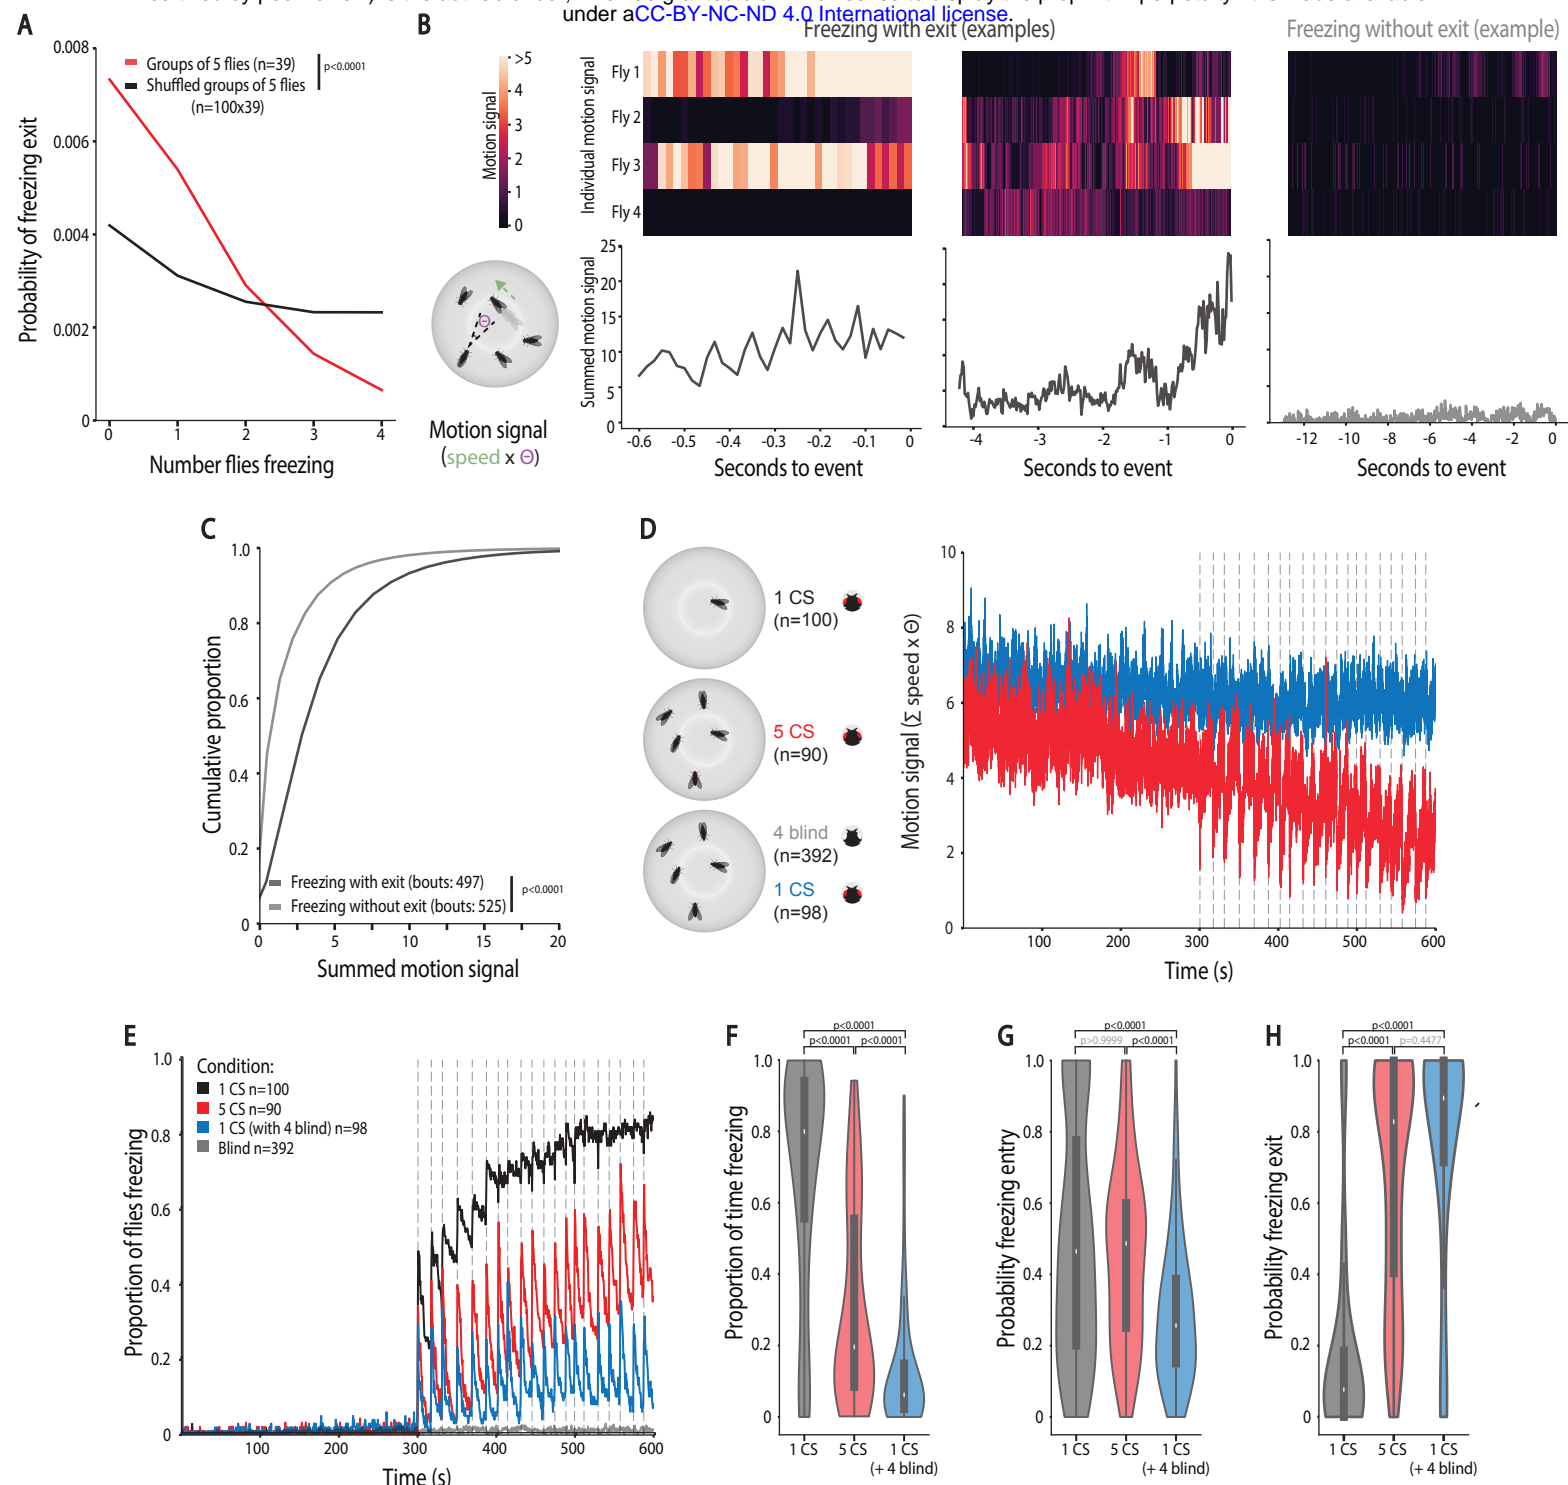 under aCC-BY-NC-ND 4.0 International license.
A
0.008
0.006
0.004
0.002
0
Probability of freezing exit
Groups of 5 flies (n=39)
Shuffled groups of 5 flies
(n=100x39)
p<0.0001
0 1 2 3 4
Number flies freezing
B
Freezing with exit (examples)
Freezing without exit (example)
Motion signal
>5
4
3
2
1
0
Individual motion signal
Fly 1
Fly 2
Fly 3
Fly 4
Θ
Motion signal
(speed x Θ)
Summed motion signal
25
20
15
10
5
0
-0.6 -0.5 -0.4 -0.3 -0.2 -0.1 0
Seconds to event
-4 -3 -2 -1 0
Seconds to event
-12 -10 -8 -6 -4 -2 0
Seconds to event
C
Cumulative proportion
1.0
0.8
0.6
0.4
0.2
0
Freezing with exit (bouts: 497)
Freezing without exit (bouts: 525)
p<0.0001
0 5 10 15 20
Summed motion signal
D
1 CS
(n=100)
5 CS
(n=90)
4 blind
(n=392)
1 CS
(n=98)
Motion signal (Σ speed x Θ)
10
8
6
4
2
0
100 200 300 400 500 600
Time (s)
E
Proportion of flies freezing
1.0
0.8
0.6
0.4
0.2
0
Condition:
1 CS n=100
5 CS n=90
1 CS (with 4 blind) n=98
Blind n=392
100 200 300 400 500 600
Time (s)
F
p<0.0001
p<0.0001 p<0.0001
Proportion of time freezing
1.0
0.8
0.6
0.4
0.2
0
1 CS 5 CS 1 CS
(+ 4 blind)
G
p<0.0001
p>0.9999 p<0.0001
Probability freezing entry
1.0
0.8
0.6
0.4
0.2
0
1 CS 5 CS 1 CS
(+ 4 blind)
H
p<0.0001
p<0.0001 p=0.4477
Probability freezing exit
1.0
0.8
0.6
0.4
0.2
0
1 CS 5 CS 1 CS
(+ 4 blind)